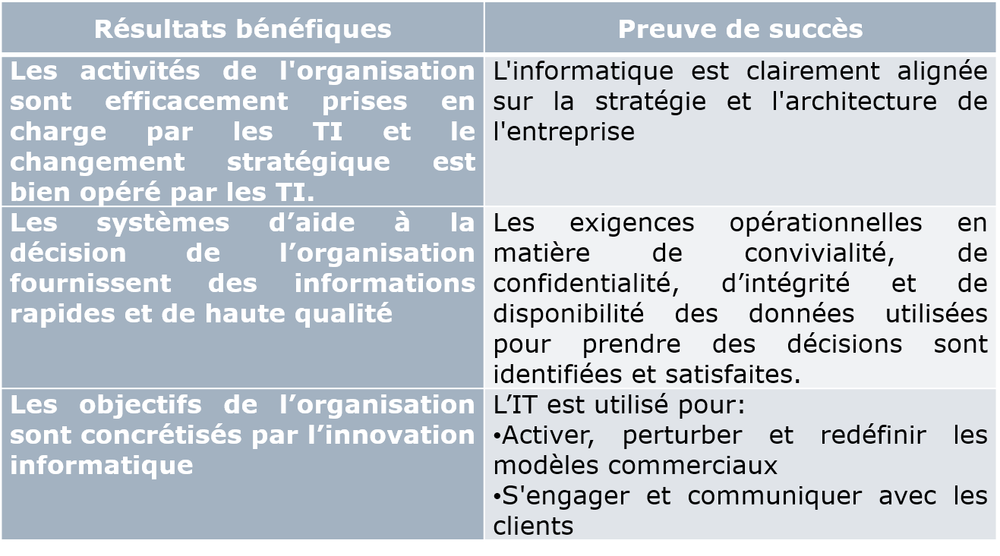 Résultats bénéfiques
Preuve de succès
Les activités de l'organisation
sont efficacement prises en
charge par les TI et le
changement stratégique est
bien opéré par les TI.
L'informatique est clairement alignée
sur la stratégie et l'architecture de
l'entreprise
Les systèmes d’aide à la
décision de l’organisation
fournissent des informations
rapides et de haute qualité
Les exigences opérationnelles en
matière de convivialité, de
confidentialité, d’intégrité et de
disponibilité des données utilisées
pour prendre des décisions sont
identifiées et satisfaites.
Les objectifs de l’organisation
sont concrétisés par l’innovation
informatique
L’IT est utilisé pour:
•Activer, perturber et redéfinir les
modèles commerciaux
•S'engager et communiquer avec les
clients